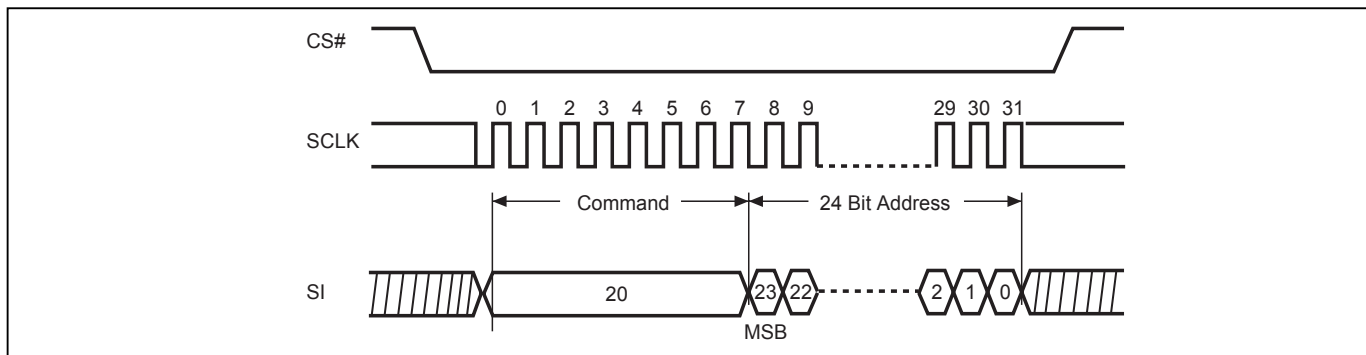 CS#
0 1 2 3 4 5 6 7 8 9 29 30 31
SCLK
Command 24 Bit Address
SI 20 23 22 2 1 0
MSB